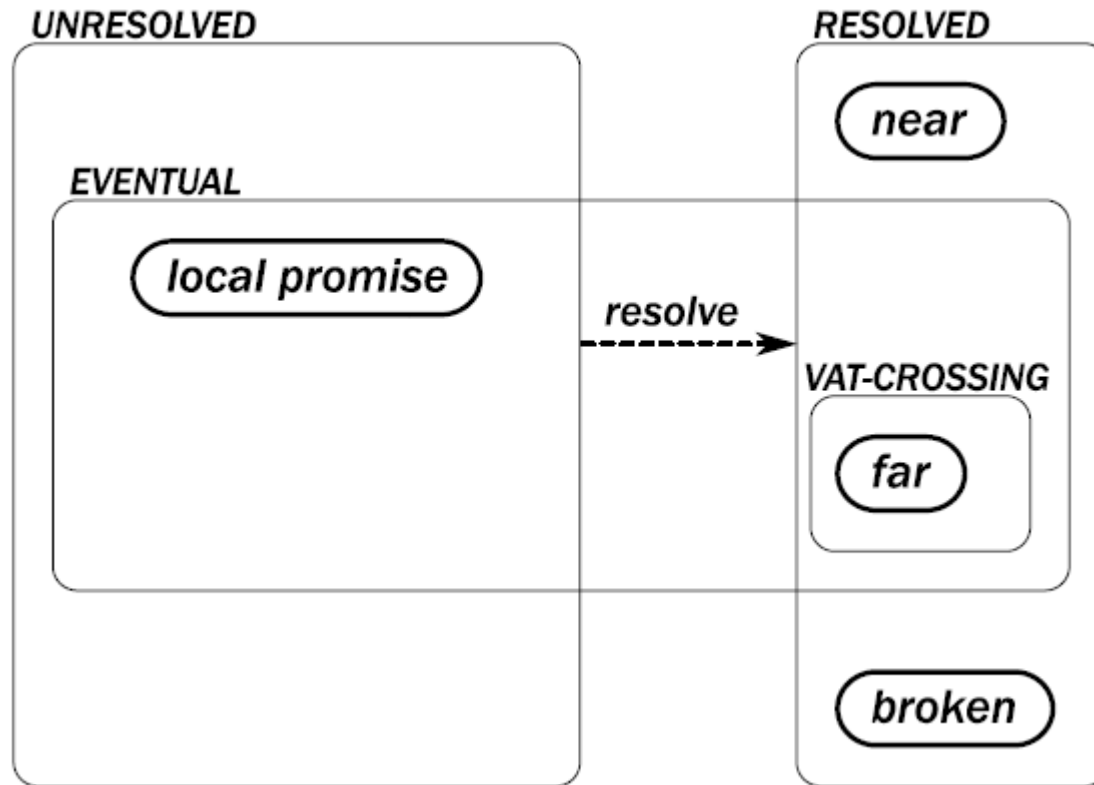 UNRESOLVED
RESOLVED
near
EVENTUAL
local promise
resolve
VAT-CROSSING
far
broken